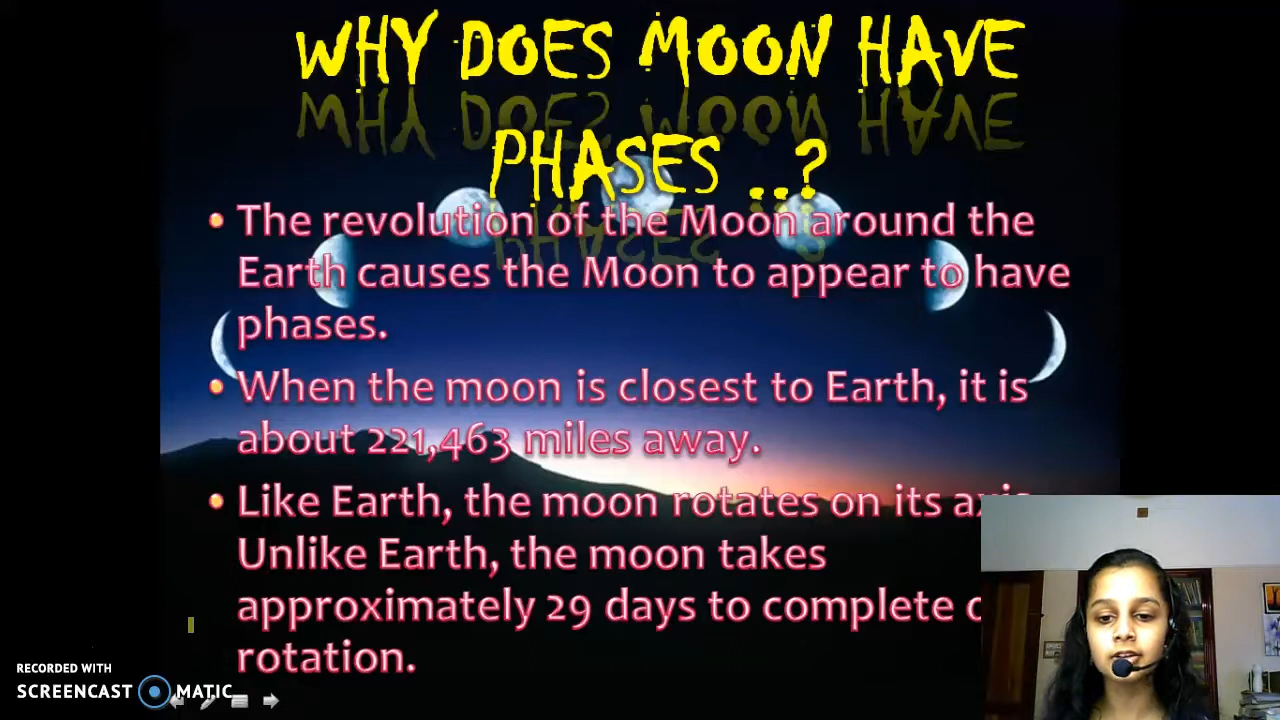 WHY DOES MOON HAVE
PHASES ..?
• The revolution of the Moon around the
Earth causes the Moon to appear to have
phases.
• When the moon is closest to Earth, it is
about 221,463 miles away.
• Like Earth, the moon rotates on its
Unlike Earth, the moon takes
approximately 29 days to complete
rotation.
RECORDED WITH
SCREENCAST MATIC